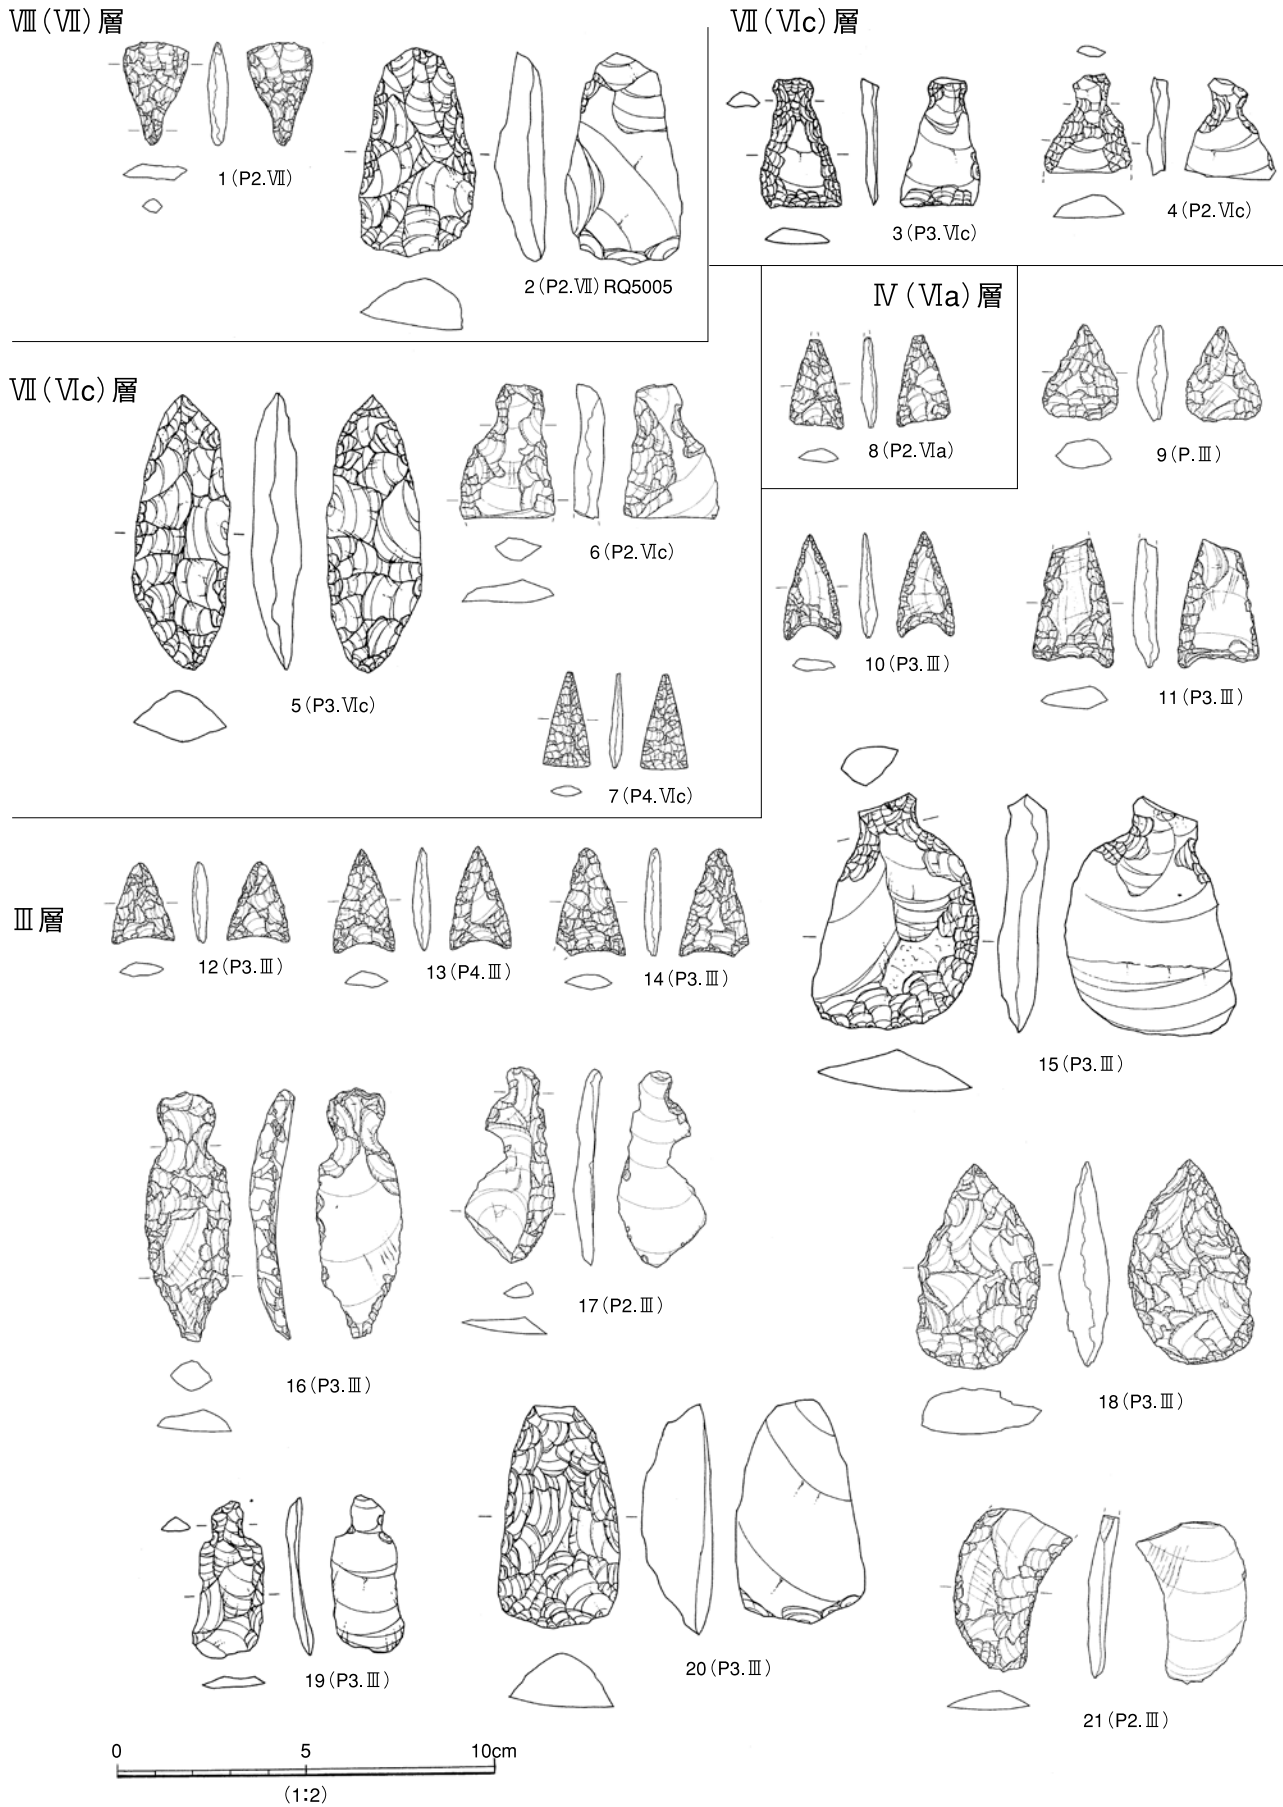 Ⅷ(Ⅶ)層
1(P2.Ⅶ)
2(P2.Ⅶ)RQ5005
Ⅶ(Ⅵc)層
3(P3.Ⅵc)
4(P2.Ⅵc)
Ⅶ(Ⅵc)層
5(P3.Ⅵc)
6(P2.Ⅵc)
7(P4.Ⅵc)
Ⅳ(Ⅵa)層
8(P2.Ⅵa)
9(P.Ⅲ)
10(P3.Ⅲ)
11(P3.Ⅲ)
Ⅲ層
12(P3.Ⅲ)
13(P4.Ⅲ)
14(P3.Ⅲ)
15(P3.Ⅲ)
16(P3.Ⅲ)
17(P2.Ⅲ)
18(P3.Ⅲ)
19(P3.Ⅲ)
20(P3.Ⅲ)
21(P2.Ⅲ)
0 5 10cm
(1:2)